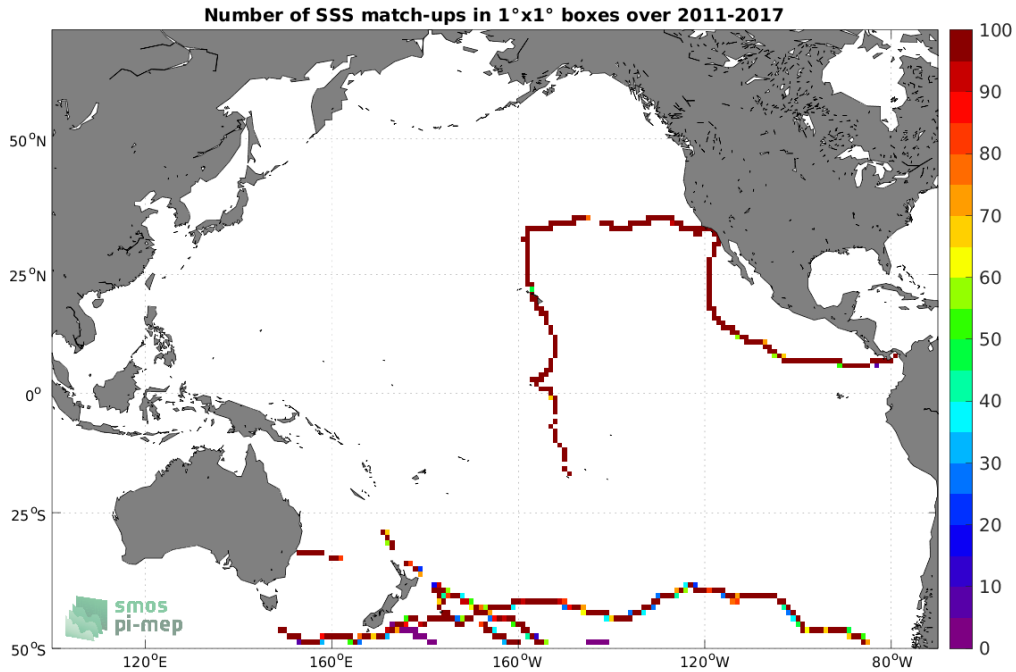 Number of SSS match-ups in 1°x1° boxes over 2011-2017
100
90
80
70
60
50
40
30
20
10
0
50°N
25°N
0°
25°S
50°S
smos
pi-mep
120°E
160°E
160°W
120°W
80°W